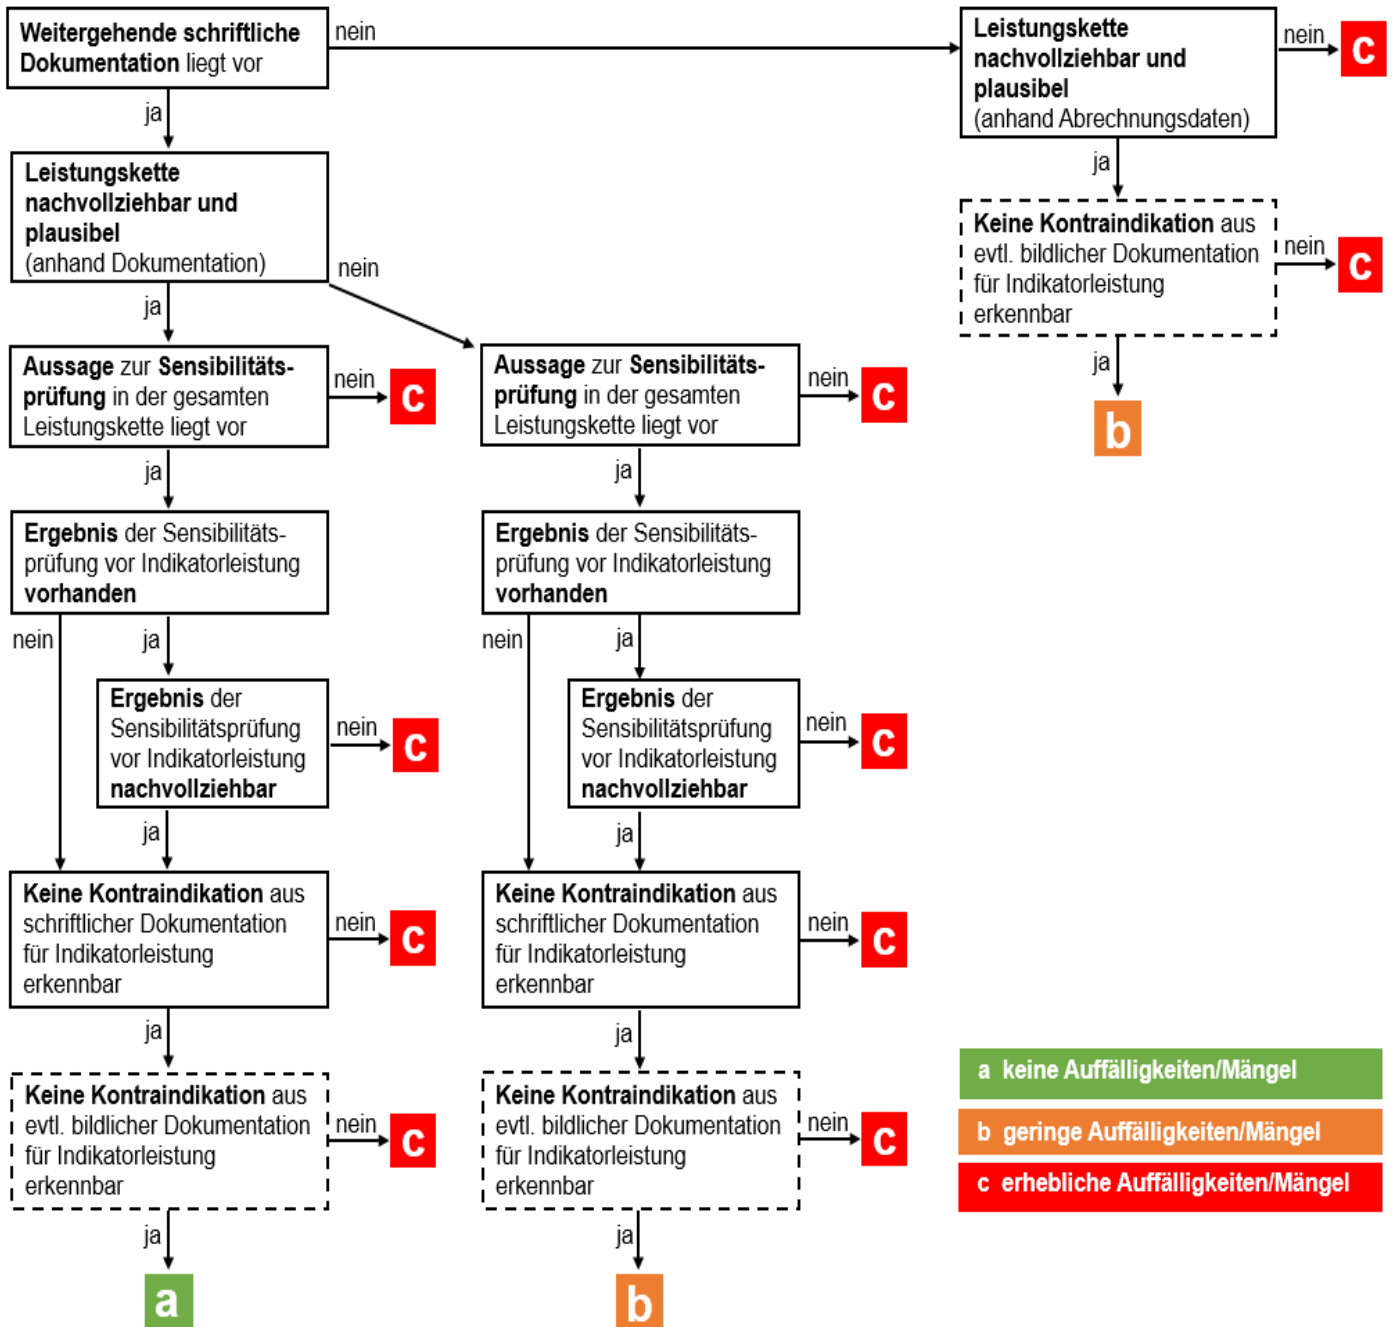 Weitergehende schriftliche
Dokumentation liegt vor
nein
ja
Leistungskette
nachvollziehbar und
plausibel
(anhand Dokumentation)
nein
ja
Aussage zur Sensibilitäts-
prüfung in der gesamten
Leistungskette liegt vor
nein
c
ja
Ergebnis der Sensibilitäts-
prüfung vor Indikatorleistung
vorhanden
nein
ja
Ergebnis der
Sensibilitätsprüfung
vor Indikatorleistung
nachvollziehbar
nein
c
ja
Keine Kontraindikation aus
schriftlicher Dokumentation
für Indikatorleistung
erkennbar
nein
c
ja
Keine Kontraindikation aus
evtl. bildlicher Dokumentation
für Indikatorleistung
erkennbar
nein
c
ja
a
Aussage zur Sensibilitäts-
prüfung in der gesamten
Leistungskette liegt vor
nein
c
ja
Ergebnis der Sensibilitäts-
prüfung vor Indikatorleistung
vorhanden
nein
ja
Ergebnis der
Sensibilitätsprüfung
vor Indikatorleistung
nachvollziehbar
nein
c
ja
Keine Kontraindikation aus
schriftlicher Dokumentation
für Indikatorleistung
erkennbar
nein
c
ja
Keine Kontraindikation aus
evtl. bildlicher Dokumentation
für Indikatorleistung
erkennbar
nein
c
ja
b
Leistungskette
nachvollziehbar und
plausibel
(anhand Abrechnungsdaten)
nein
c
ja
Keine Kontraindikation aus
evtl. bildlicher Dokumentation
für Indikatorleistung
erkennbar
nein
c
ja
b
a keine Auffälligkeiten/Mängel
b geringe Auffälligkeiten/Mängel
c erhebliche Auffälligkeiten/Mängel